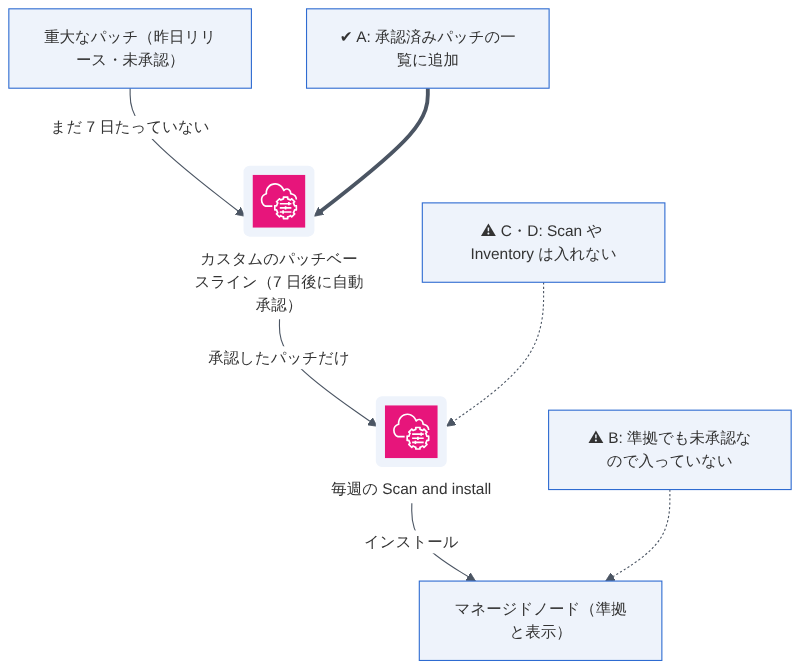 重大なパッチ（昨日リリ
ース・未承認）
✔ A: 承認済みパッチの一
覧に追加
まだ 7 日たっていない
⚠ C・D: Scan や
Inventory は入れない
カスタムのパッチベー
スライン（7 日後に自動
承認）
承認したパッチだけ
⚠ B: 準拠でも未承認な
ので入っていない
毎週の Scan and install
インストール
マネージドノード（準拠
と表示）